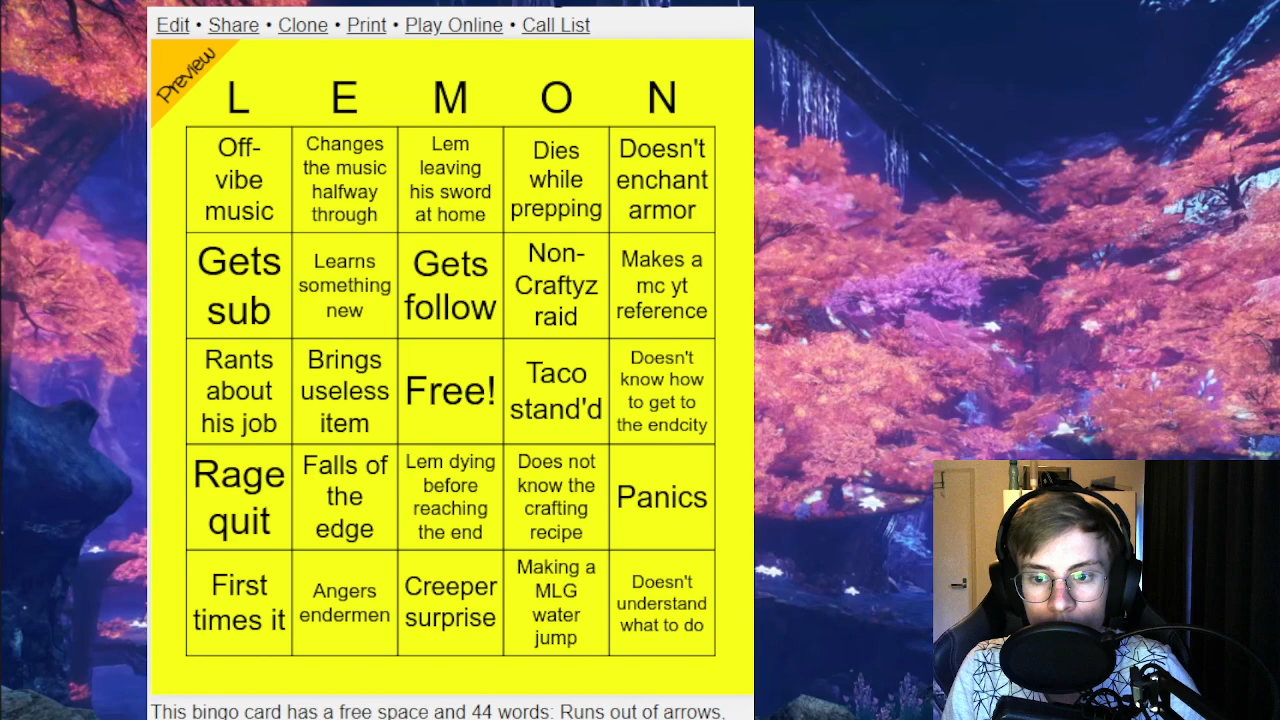 Edit • Share • Clone • Print • Play Online • Call List
Preview
L E M O N
Off-
vibe
music
Changes
the music
halfway
through
Lem
leaving
his sword
at home
Dies
while
prepping
Doesn't
enchant
armor
Gets
sub
Learns
something
new
Gets
follow
Non-
Craftyz
raid
Makes a
mc yt
reference
Rants
about
his job
Brings
useless
item
Free!
Taco
stand'd
Doesn't
know how
to get to
the endcity
Rage
quit
Falls of
the
edge
Lem dying
before
reaching
the end
Does not
know the
crafting
recipe
Panics
First
times it
Angers
endermen
Creeper
surprise
Making a
MLG
water
jump
Doesn't
understand
what to do
This bingo card has a free space and 44 words: Runs out of arrows,